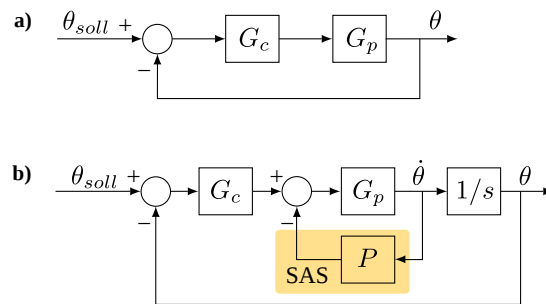 a)
θ_soll + G_c G_p θ
−
b)
θ_soll + G_c + G_p θ̇ 1/s θ
− −
P
SAS